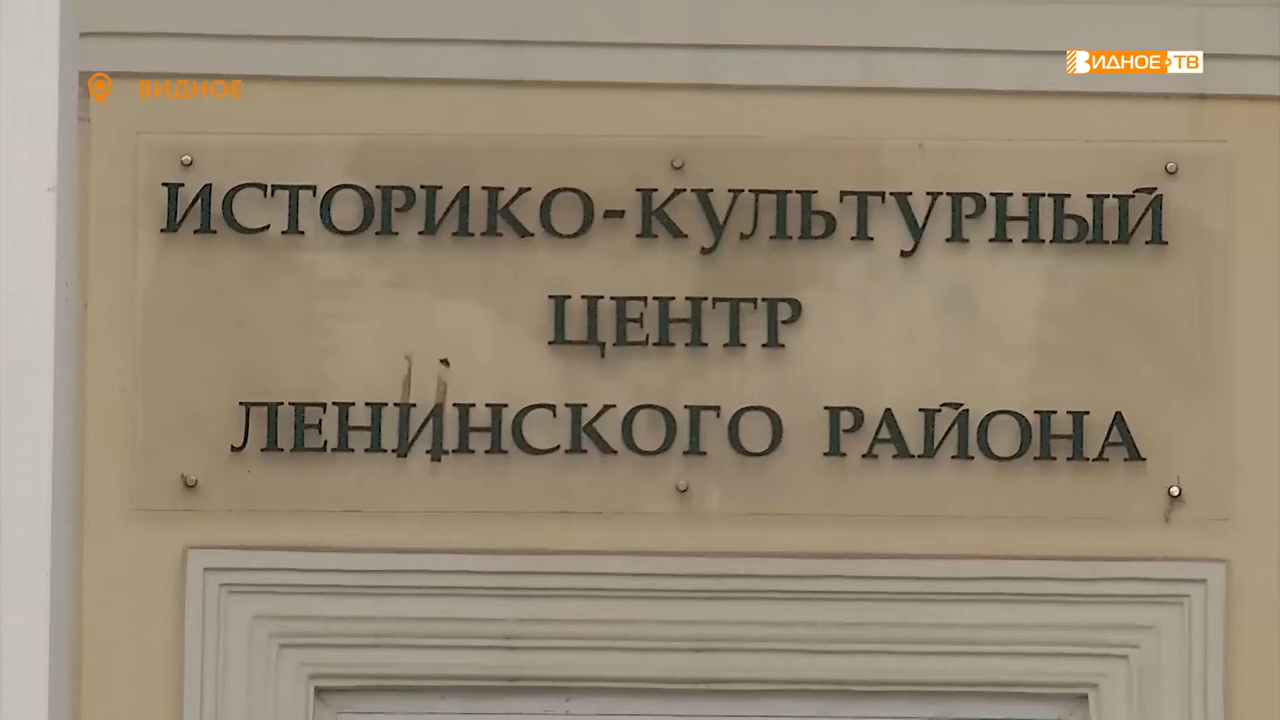 ВИДНОЕ
ВИДНОЕ ТВ
ИСТОРИКО-КУЛЬТУРНЫЙ
ЦЕНТР
ЛЕНИНСКОГО РАЙОНА